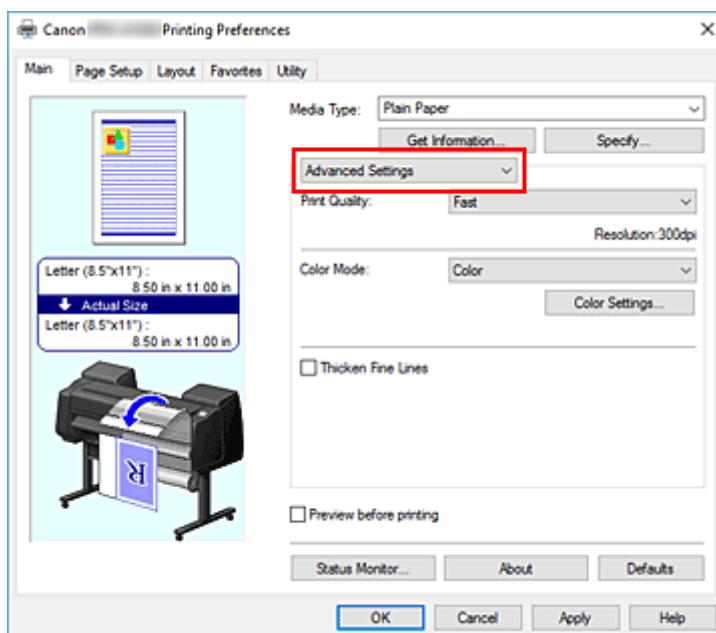 Canon Printing Preferences
Main Page Setup Layout Favorites Utility
Media Type: Plain Paper
Get Information... Specify...
Advanced Settings
Print Quality: Fast
Resolution:300dpi
Letter (8.5"x11") :
8.50 in x 11.00 in
Actual Size
Letter (8.5"x11") :
8.50 in x 11.00 in
Color Mode: Color
Color Settings...
Thicken Fine Lines
R
Preview before printing
Status Monitor... About Defaults
OK Cancel Apply Help